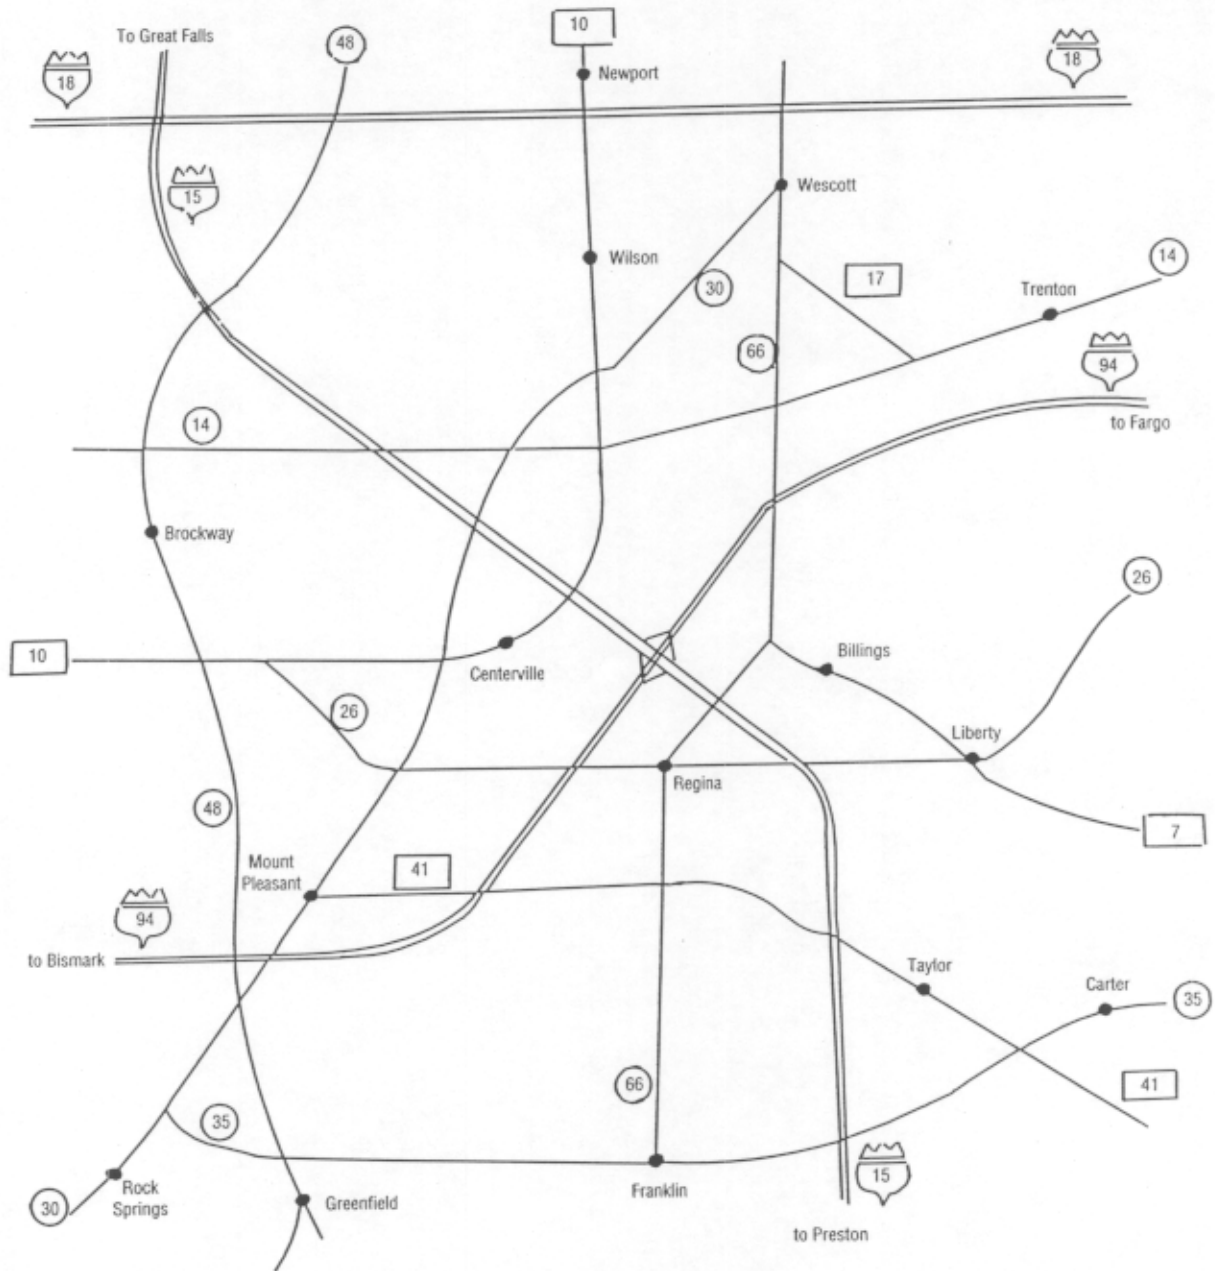 To Great Falls
48
10
18
Newport
18
15
Wescott
Wilson
30
17
14
Trenton
66
94
14
to Fargo
Brockway
26
10
Centerville
Billings
26
Liberty
Regina
48
7
Mount
Pleasant
41
94
to Bismark
Taylor
Carter
35
66
41
35
15
Rock
Springs
30
Greenfield
Franklin
to Preston